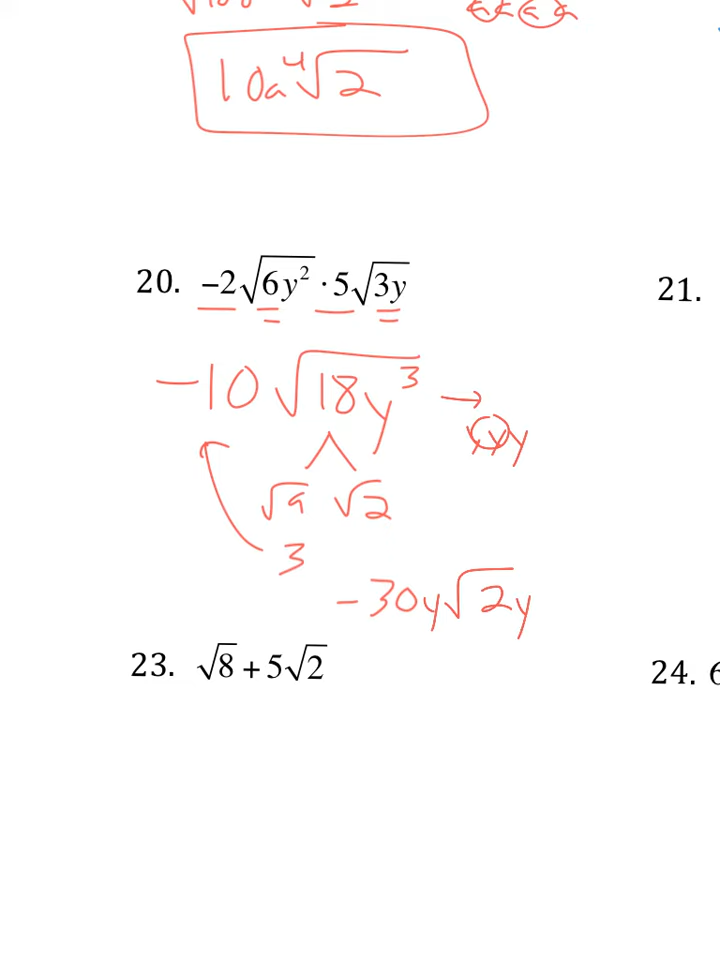 10a⁴√2
20. −2√6y² · 5√3y
21.
−10√18y³ → yyy
√9 √2
3
−30y√2y
23. √8 + 5√2
24. 6